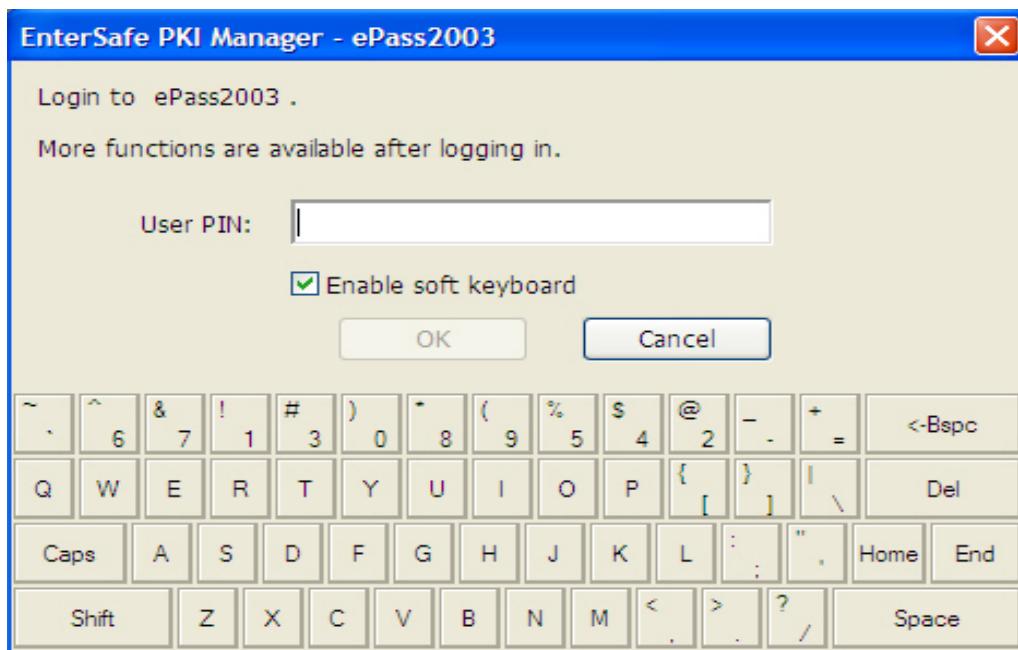 EnterSafe PKI Manager - ePass2003
Login to ePass2003 .
More functions are available after logging in.
User PIN:
Enable soft keyboard
OK Cancel
~ ` ^ 6 & 7 ! 1 # 3 ) 0 * 8 ( 9 % 5 $ 4 @ 2 _ - + = <-Bspc
Q W E R T Y U I O P { [ } ] | \ Del
Caps A S D F G H J K L : ; " ' Home End
Shift Z X C V B N M < , > . ? / Space